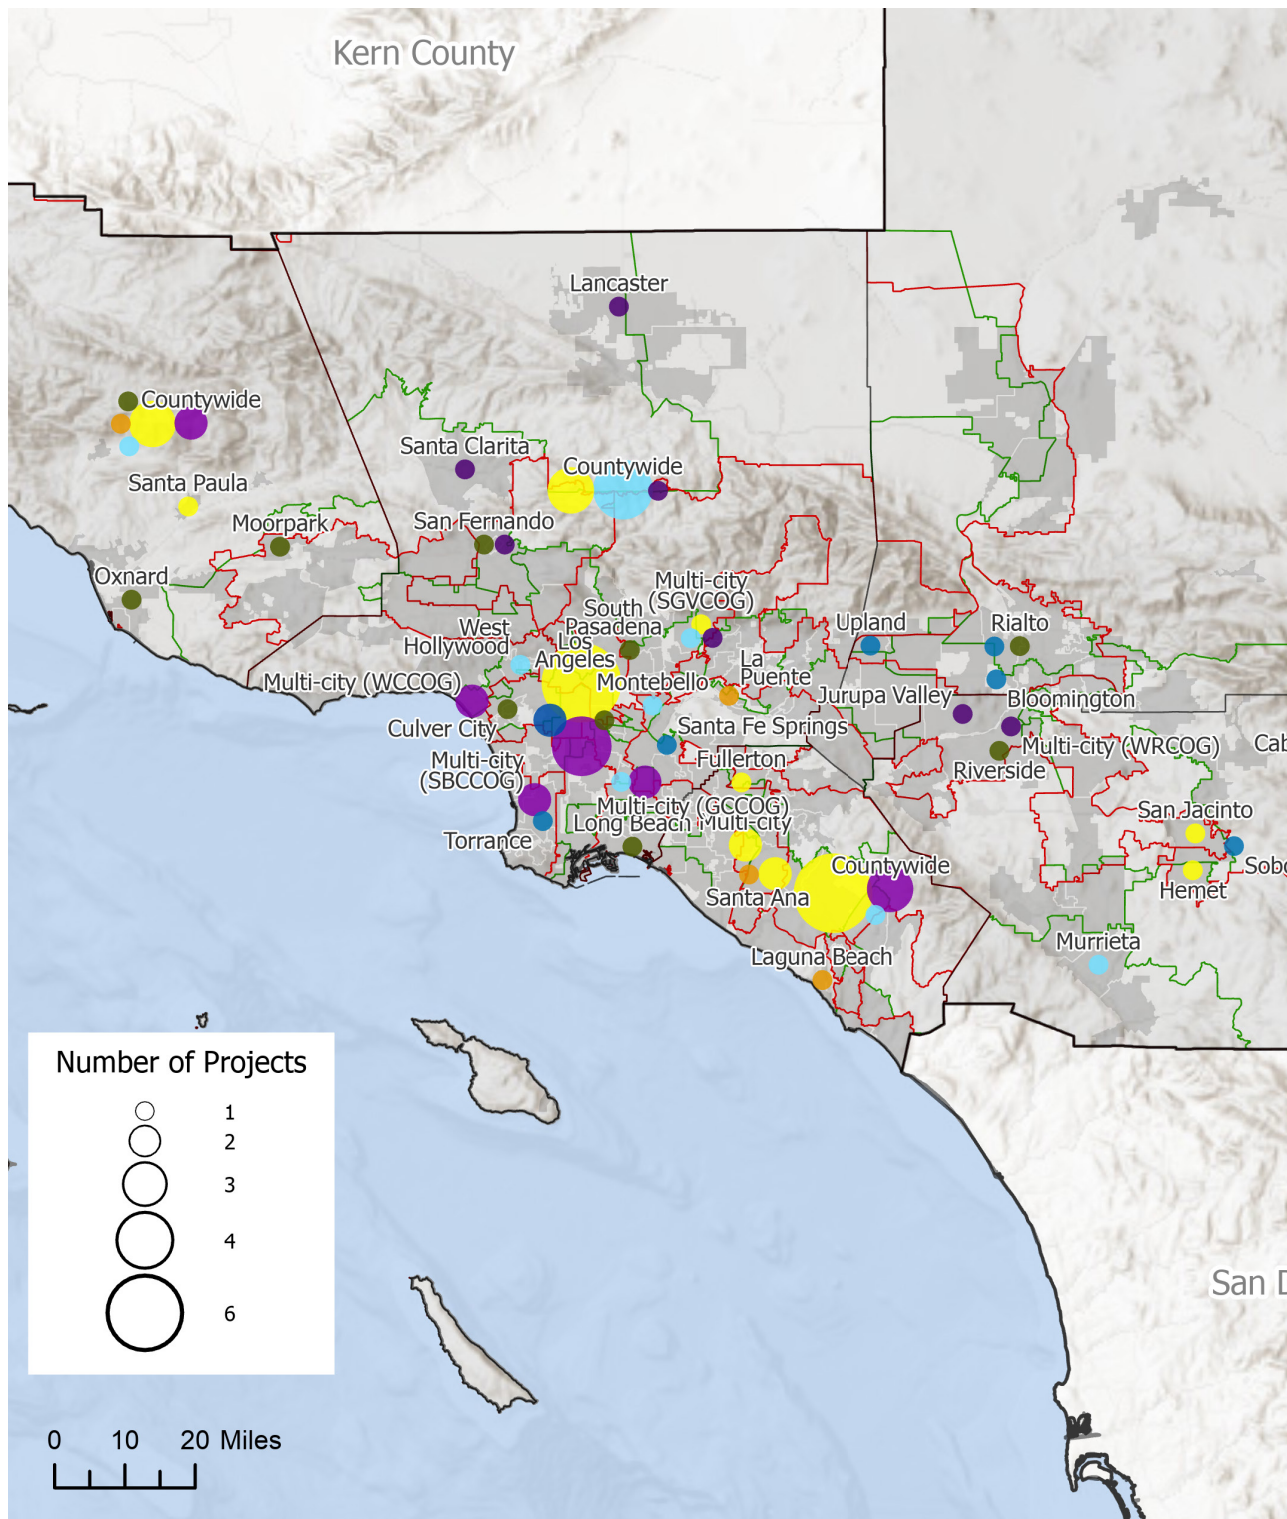 Kern County
Lancaster
Countywide
Santa Clarita
Countywide
Santa Paula
Moorpark
San Fernando
Oxnard
Multi-city
(SGVCOG)
South
Pasadena
West
Hollywood
Los
Angeles
Upland
Rialto
La
Puente
Multi-city (WCCOG)
Montebello
Jurupa Valley
Bloomington
Culver City
Santa Fe Springs
Multi-city (WRCOG)
Cab
Multi-city
(SBCCOG)
Fullerton
Riverside
Multi-city (GCCOG)
Long Beach
Multi-city
San Jacinto
Torrance
Countywide
Sobo
Santa Ana
Hemet
Murrieta
Laguna Beach
Number of Projects
1
2
3
4
6
San D
0 10 20 Miles